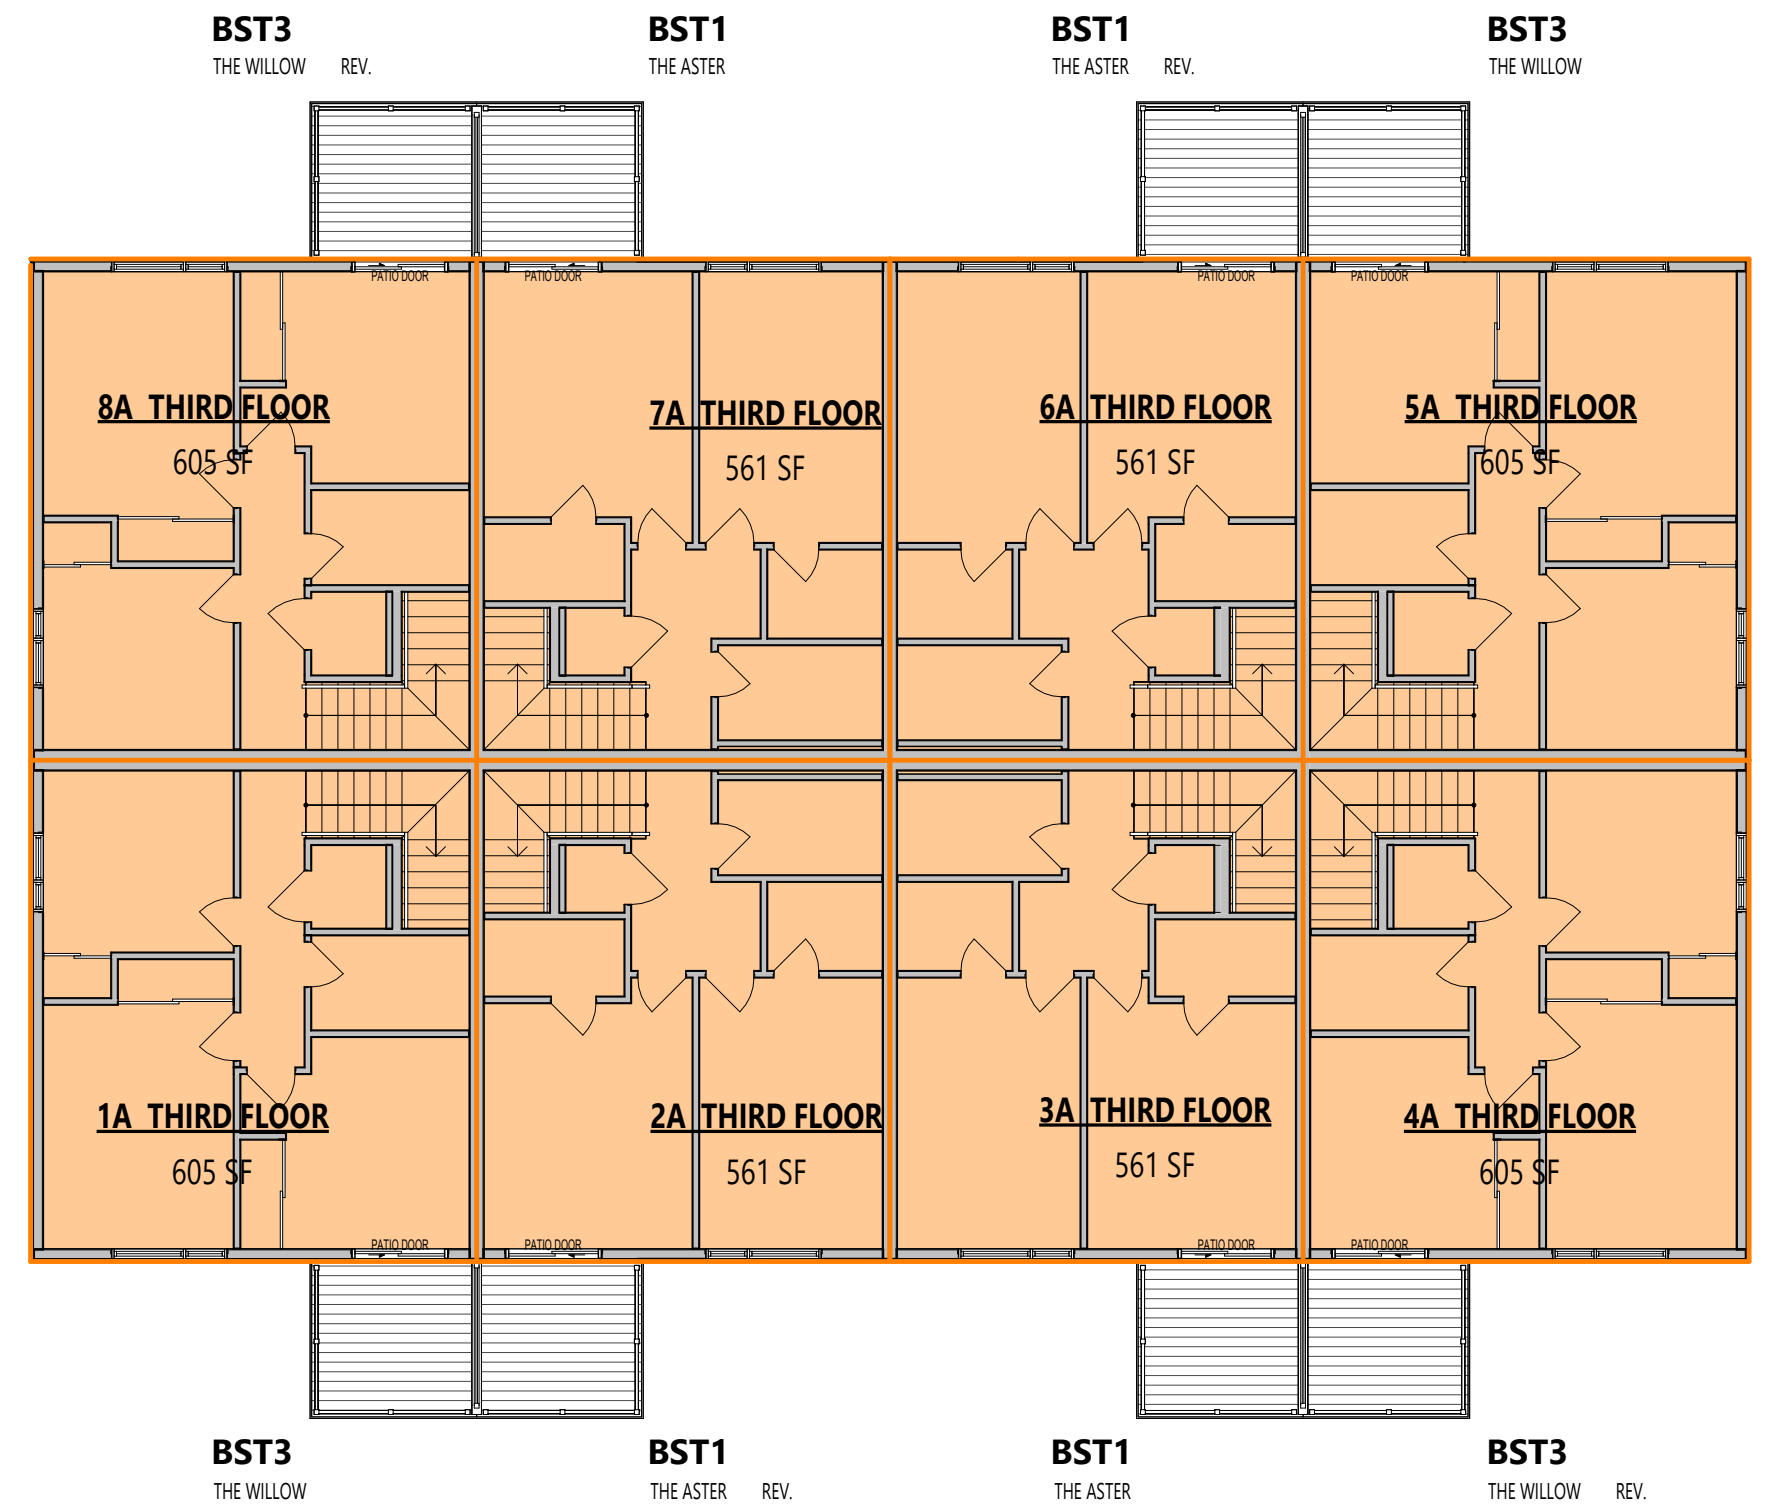 BST3 BST1 BST1 BST3
THE WILLOW REV. THE ASTER THE ASTER REV. THE WILLOW
PATIO DOOR PATIO DOOR PATIO DOOR PATIO DOOR
8A THIRD FLOOR 7A THIRD FLOOR 6A THIRD FLOOR 5A THIRD FLOOR
605 SF 561 SF 561 SF 605 SF
1A THIRD FLOOR 2A THIRD FLOOR 3A THIRD FLOOR 4A THIRD FLOOR
605 SF 561 SF 561 SF 605 SF
PATIO DOOR PATIO DOOR PATIO DOOR PATIO DOOR
BST3 BST1 BST1 BST3
THE WILLOW THE ASTER REV. THE ASTER THE WILLOW REV.